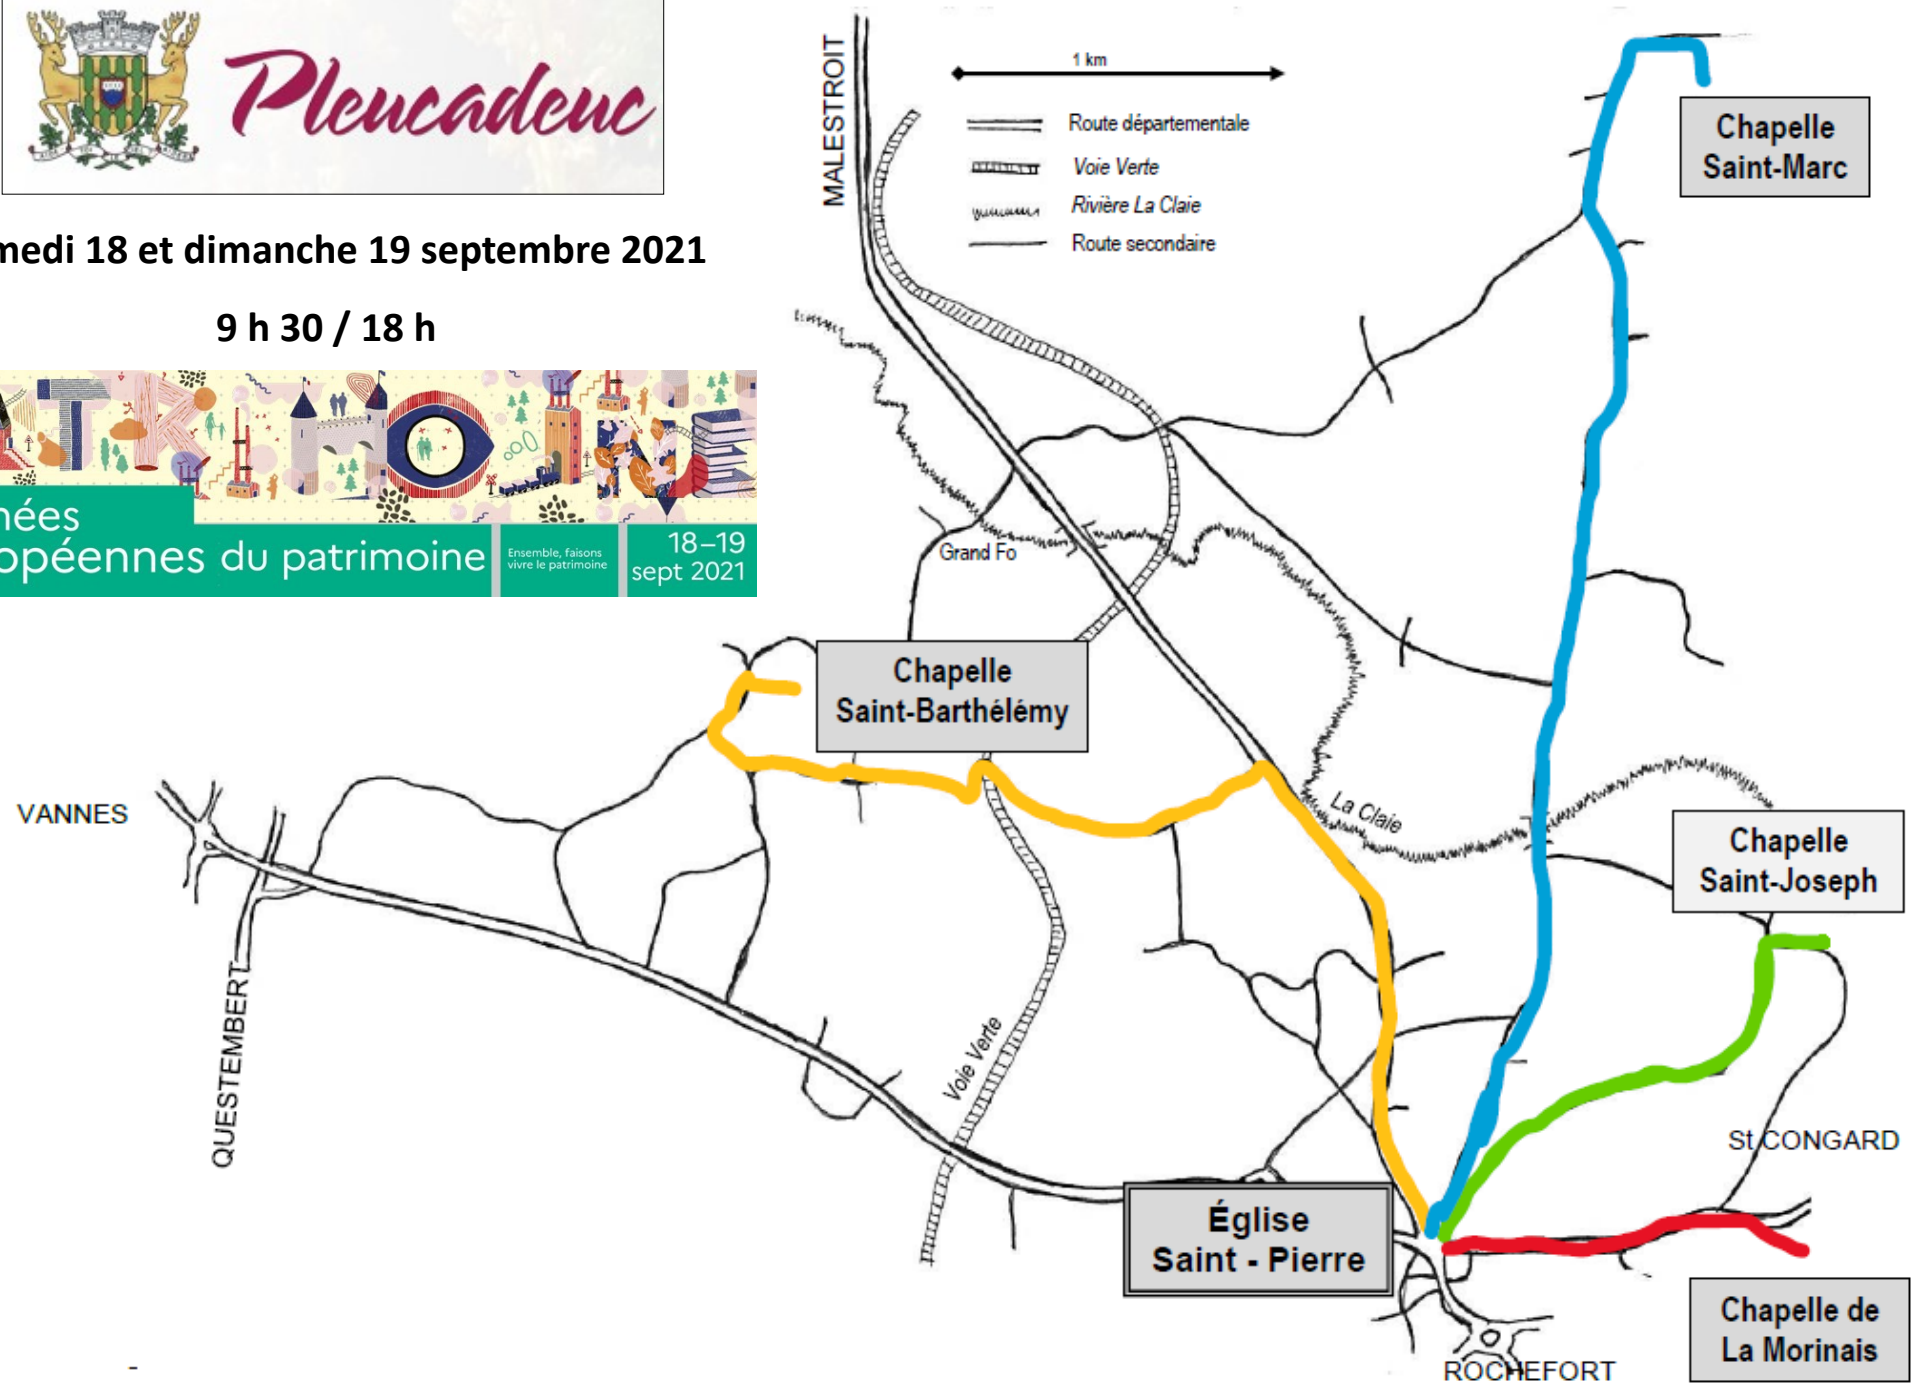 Pleucadeuc
medi 18 et dimanche 19 septembre 2021
9 h 30 / 18 h
nées
opéennes du patrimoine
Ensemble, faisons
vivre le patrimoine
18–19
sept 2021
MALESTROIT
1 km
Route départementale
Voie Verte
Rivière La Claie
Route secondaire
Chapelle
Saint-Marc
Grand Fo
Chapelle
Saint-Barthélémy
VANNES
La Claie
Chapelle
Saint-Joseph
QUESTEMBERT
Voie Verte
St CONGARD
Église
Saint - Pierre
Chapelle de
La Morinais
ROCHEFORT